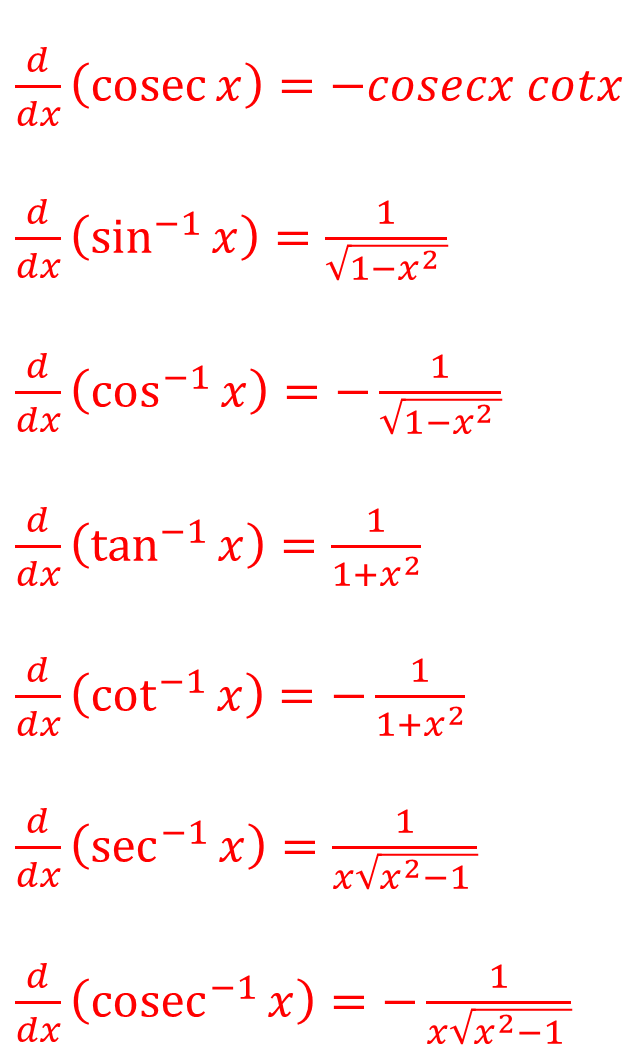 d/dx (cosec x) = −cosecx cotx
d/dx (sin⁻¹ x) = 1/√(1−x²)
d/dx (cos⁻¹ x) = − 1/√(1−x²)
d/dx (tan⁻¹ x) = 1/(1+x²)
d/dx (cot⁻¹ x) = − 1/(1+x²)
d/dx (sec⁻¹ x) = 1/(x√(x²−1))
d/dx (cosec⁻¹ x) = − 1/(x√(x²−1))